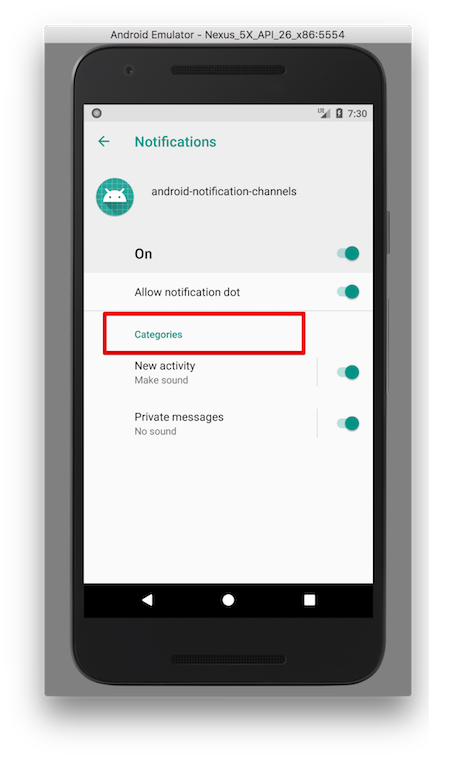 Android Emulator - Nexus_5X_API_26_x86:5554
LTE 7:30
Notifications
android-notification-channels
On
Allow notification dot
Categories
New activity
Make sound
Private messages
No sound